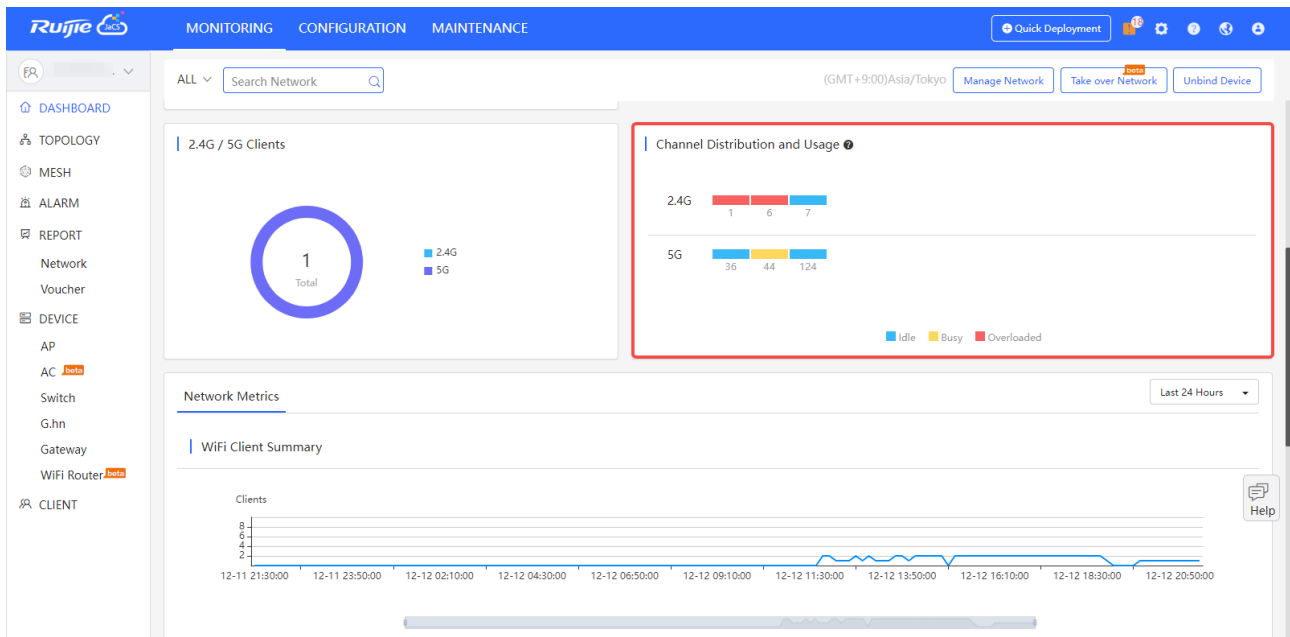 Ruijie JaCS MONITORING CONFIGURATION MAINTENANCE Quick Deployment 18
ALL Search Network (GMT+9:00)Asia/Tokyo Manage Network Take over Network beta Unbind Device
DASHBOARD
TOPOLOGY
MESH
ALARM
REPORT
Network
Voucher
DEVICE
AP
AC beta
Switch
G.hn
Gateway
WiFi Router beta
CLIENT
2.4G / 5G Clients
1
Total
2.4G
5G
Channel Distribution and Usage
2.4G
1 6 7
5G
36 44 124
Idle Busy Overloaded
Network Metrics Last 24 Hours
WiFi Client Summary
Clients
8
6
4
2
12-11 21:30:00 12-11 23:50:00 12-12 02:10:00 12-12 04:30:00 12-12 06:50:00 12-12 09:10:00 12-12 11:30:00 12-12 13:50:00 12-12 16:10:00 12-12 18:30:00 12-12 20:50:00
Help